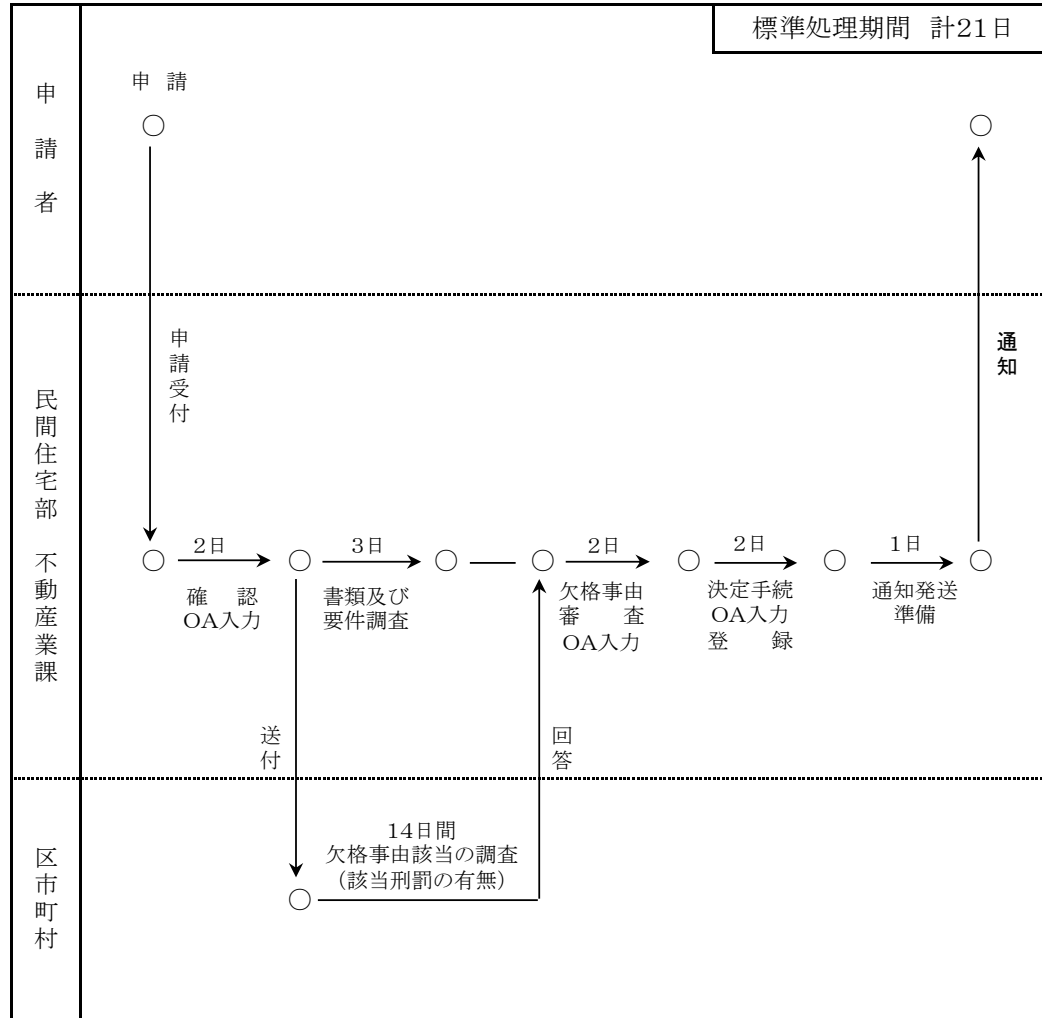 標準処理期間 計21日
申請者
申 請
申請受付
通知
民間住宅部 不動産業課
2日
確 認
OA入力
3日
書類及び
要件調査
2日
欠格事由
審 査
OA入力
2日
決定手続
OA入力
登 録
1日
通知発送
準備
送付
回答
区市町村
14日間
欠格事由該当の調査
(該当刑罰の有無)